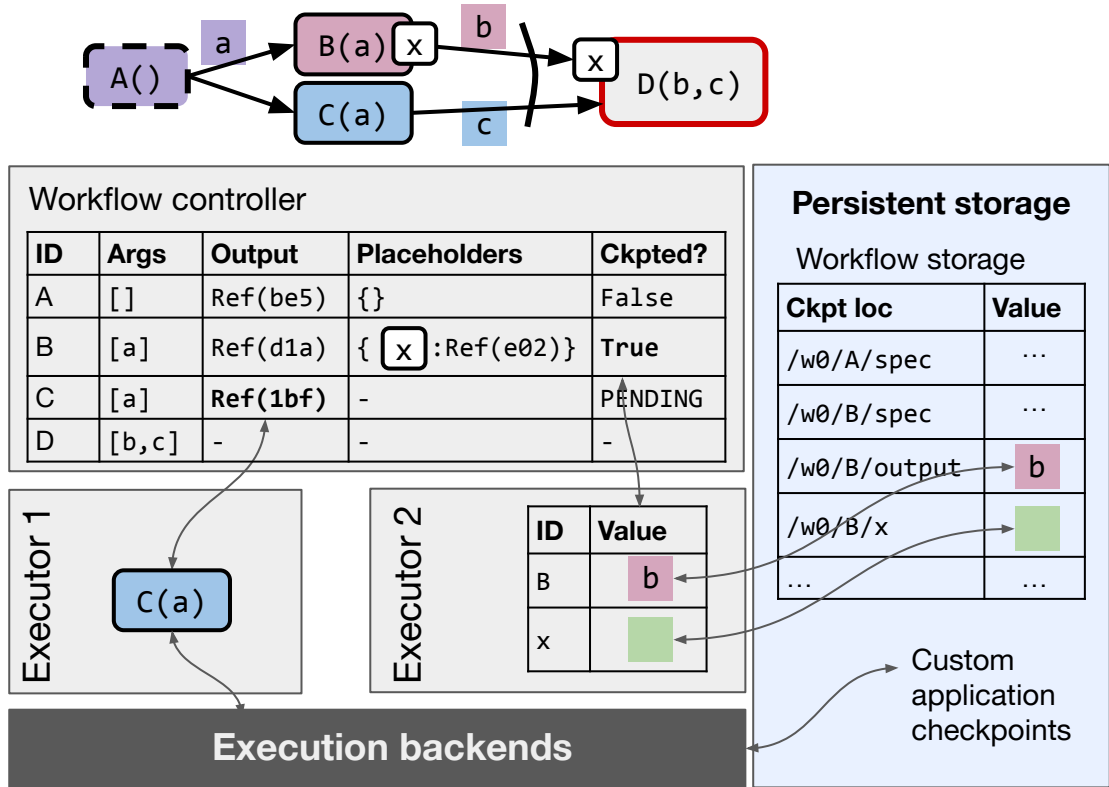 a
b
A()
B(a)
x
x
D(b,c)
C(a)
c
Workflow controller
ID Args Output Placeholders Ckpted?
A [] Ref(be5) {} False
B [a] Ref(d1a) { x :Ref(e02)} True
C [a] Ref(1bf) - PENDING
D [b,c] - - -
Persistent storage
Workflow storage
Ckpt loc Value
/w0/A/spec ...
/w0/B/spec ...
/w0/B/output b
/w0/B/x
... ...
Executor 1
C(a)
Executor 2
ID Value
B b
x
Custom
application
checkpoints
Execution backends